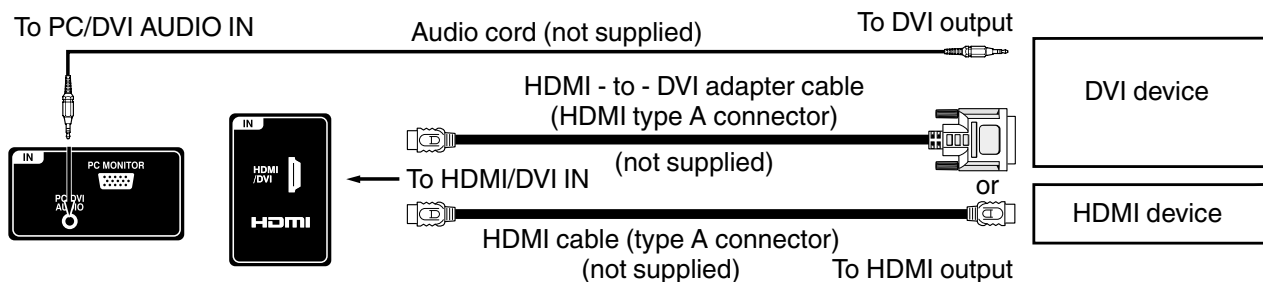 To PC/DVI AUDIO IN
Audio cord (not supplied)
To DVI output
HDMI - to - DVI adapter cable
(HDMI type A connector)
(not supplied)
DVI device
IN
PC MONITOR
PC/DVI
AUDIO
IN
HDMI
/DVI
HDMI
To HDMI/DVI IN
or
HDMI device
HDMI cable (type A connector)
(not supplied)
To HDMI output